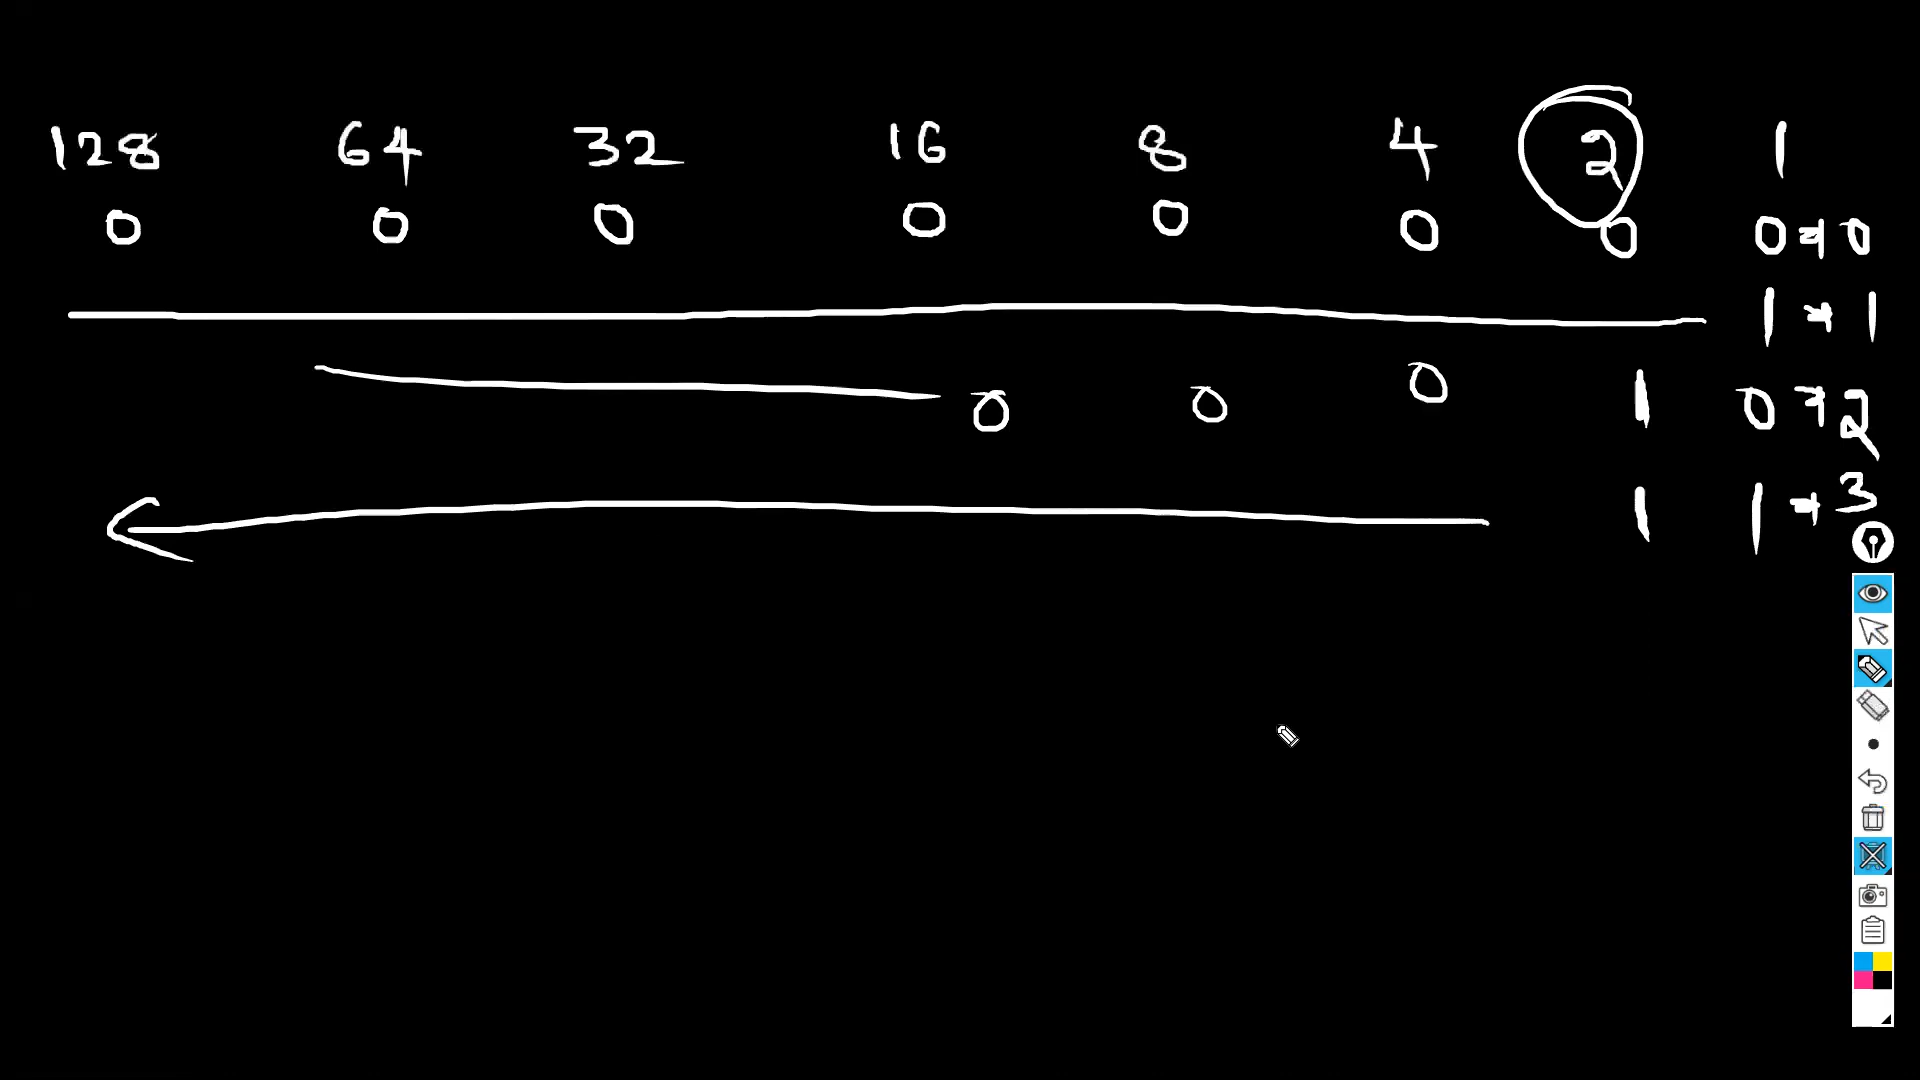 128 64 32 16 8 4 2 1
0 0 0 0 0 0 0 0 = 0
1 = 1
0 0 0 1 0 = 2
1 1 = 3